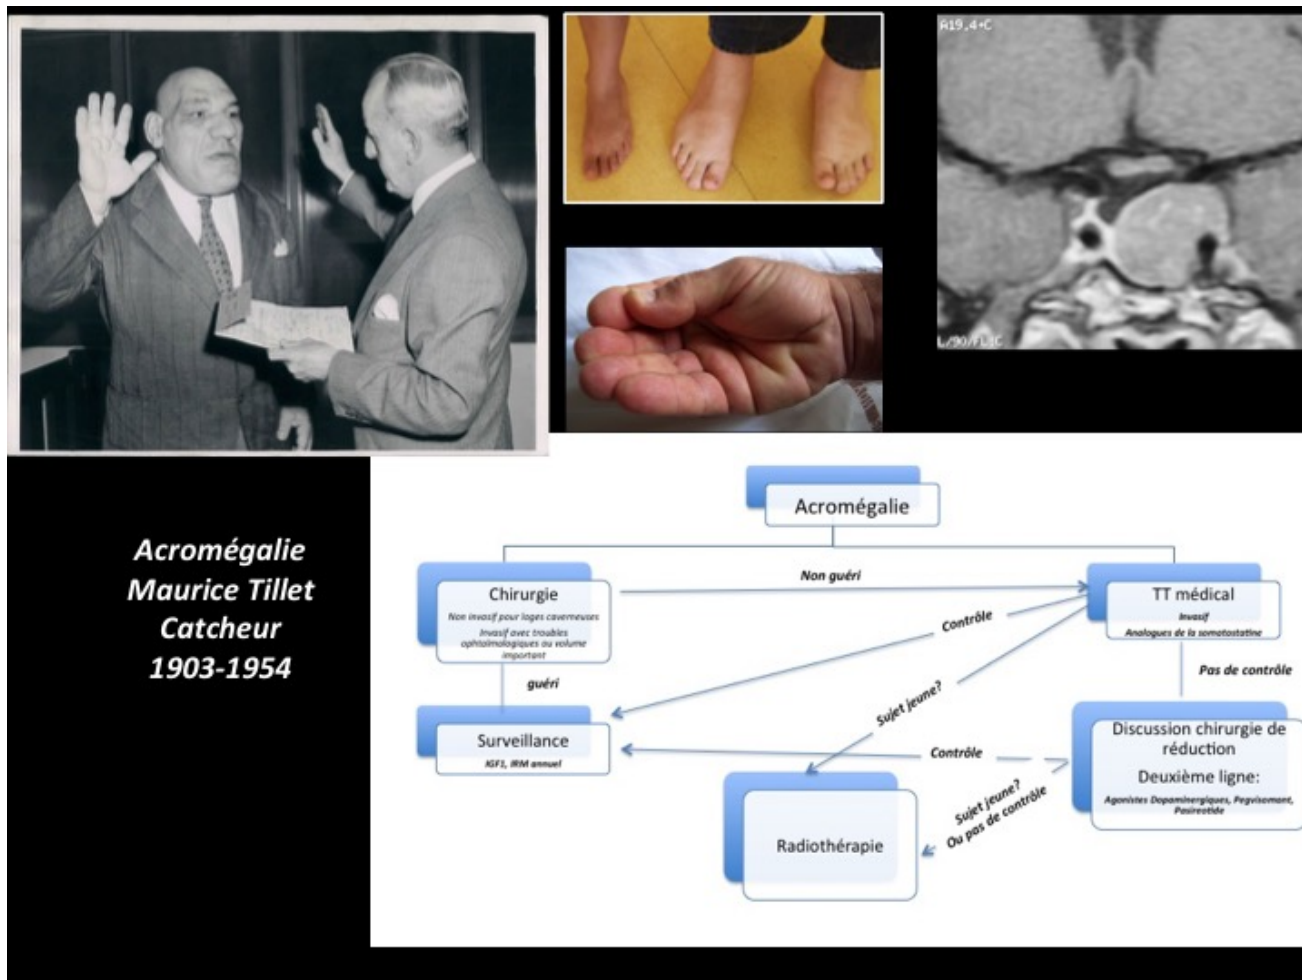 A19.4+C
L/90/FL:C
Acromégalie
Maurice Tillet
Catcheur
1903-1954
Acromégalie
Chirurgie
Non invasif pour loges caverneuses
Invasif avec troubles
ophtalmologiques ou volume
important
Non guéri
TT médical
Invasif
Analogues de la somatostatine
Contrôle
Pas de contrôle
guéri
Sujet jeune?
Surveillance
IGF1, IRM annuel
Contrôle
Discussion chirurgie de
réduction
Deuxième ligne:
Agonistes Dopaminergiques, Pegvisomant,
Pasireotide
Sujet jeune?
Ou pas de contrôle
Radiothérapie